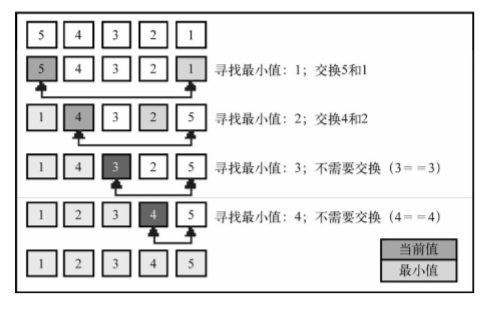 5 4 3 2 1
5 4 3 2 1 寻找最小值：1；交换5和1
1 4 3 2 5 寻找最小值：2；交换4和2
1 4 3 2 5 寻找最小值：3；不需要交换（3==3）
1 2 3 4 5 寻找最小值：4；不需要交换（4==4）
当前值
1 2 3 4 5
最小值